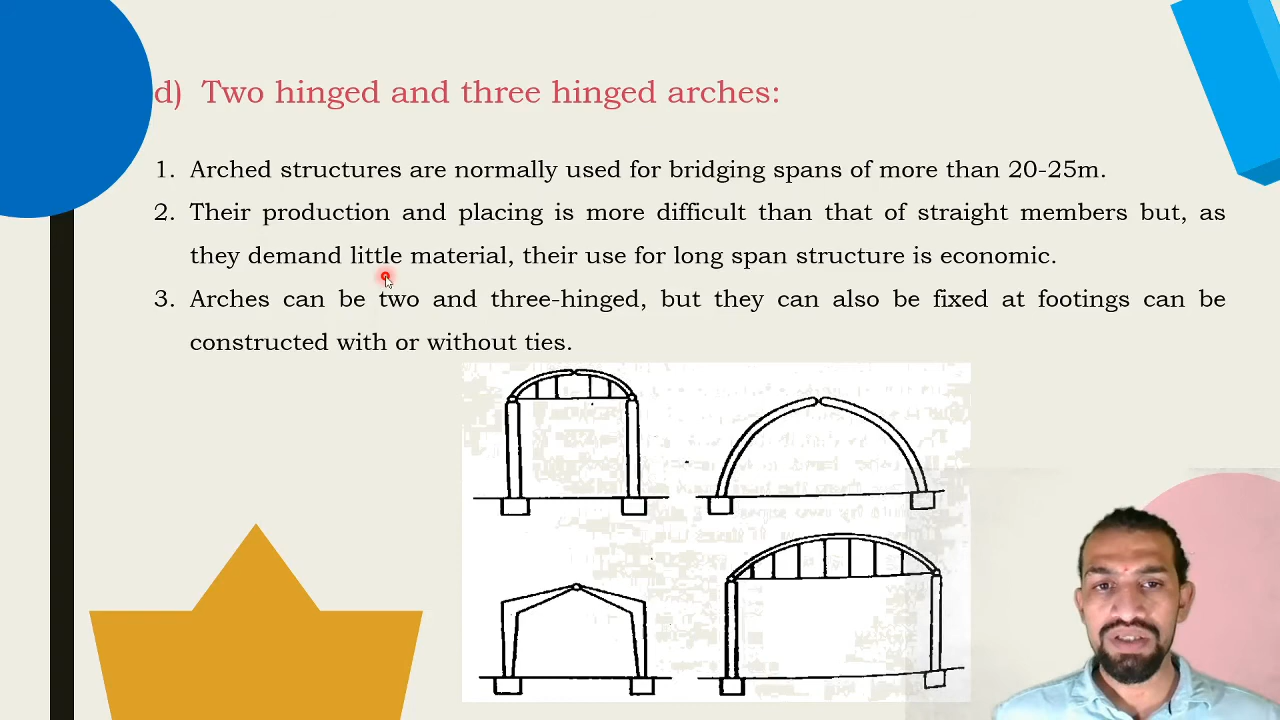 d) Two hinged and three hinged arches:
1. Arched structures are normally used for bridging spans of more than 20-25m.
2. Their production and placing is more difficult than that of straight members but, as
they demand little material, their use for long span structure is economic.
3. Arches can be two and three-hinged, but they can also be fixed at footings can be
constructed with or without ties.